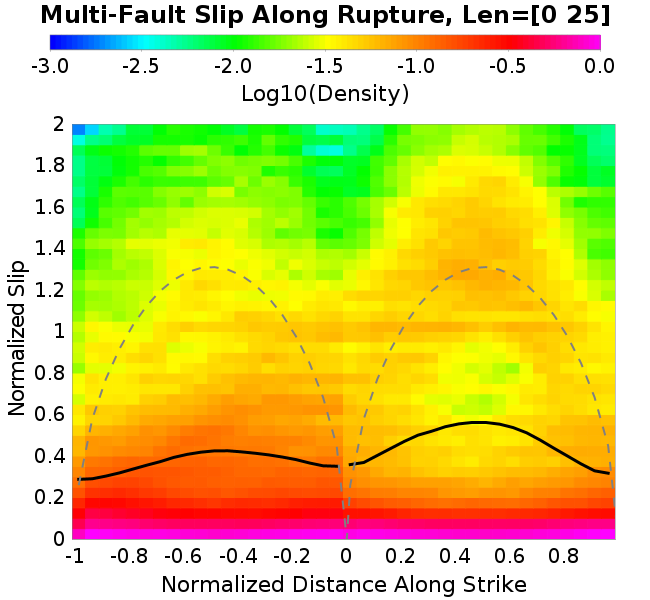 Multi-Fault Slip Along Rupture, Len=[0 25]
-3.0 -2.5 -2.0 -1.5 -1.0 -0.5 0.0
Log10(Density)
2
1.8
1.6
1.4
1.2
1
0.8
0.6
0.4
0.2
0
Normalized Slip
-1 -0.8 -0.6 -0.4 -0.2 0 0.2 0.4 0.6 0.8
Normalized Distance Along Strike